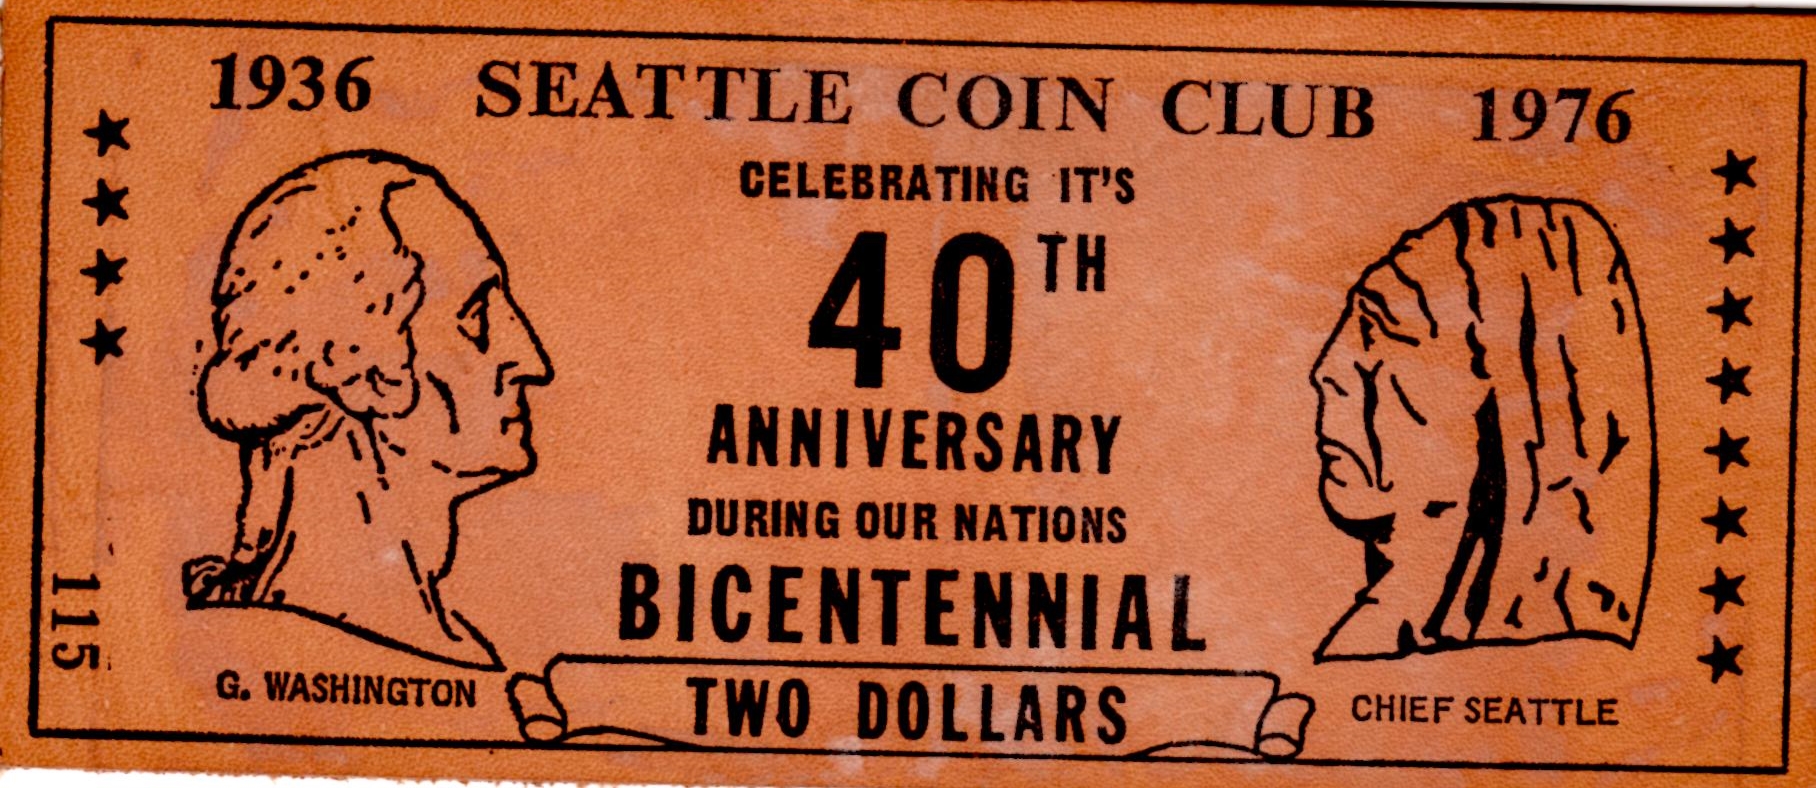 1936 SEATTLE COIN CLUB 1976
CELEBRATING IT'S
40TH
ANNIVERSARY
DURING OUR NATIONS
BICENTENNIAL
TWO DOLLARS
G. WASHINGTON
CHIEF SEATTLE
115